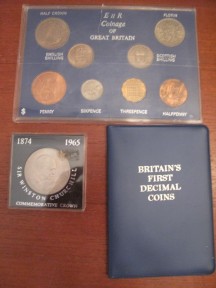 HALF CROWN
FLORIN
E II R
Coinage
OF
GREAT BRITAIN
ENGLISH
SHILLING
SCOTTISH
SHILLING
PENNY
SIXPENCE
THREEPENCE
HALFPENNY
1874
1965
SIR WINSTON CHURCHILL
COMMEMORATIVE CROWN
BRITAIN'S
FIRST
DECIMAL
COINS